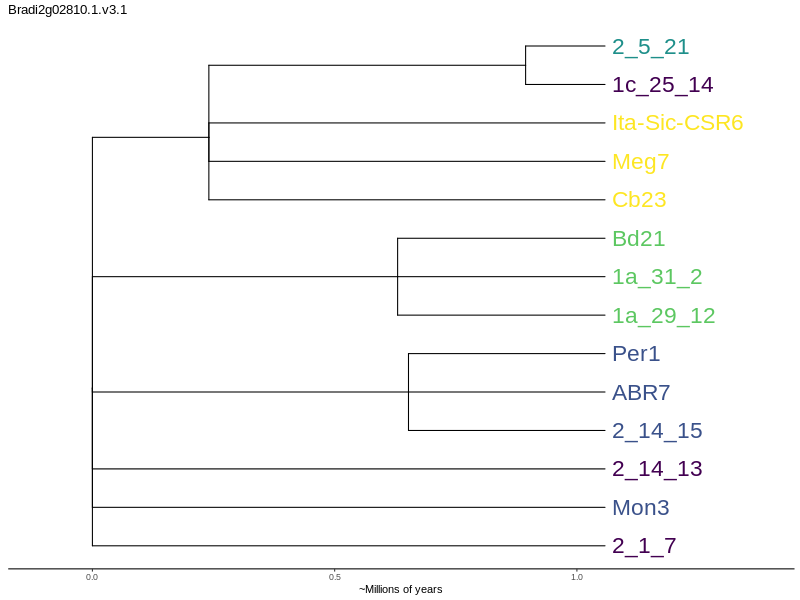 Bradi2g02810.1.v3.1
2_5_21
1c_25_14
Ita-Sic-CSR6
Meg7
Cb23
Bd21
1a_31_2
1a_29_12
Per1
ABR7
2_14_15
2_14_13
Mon3
2_1_7
0.0 0.5 1.0
~Millions of years